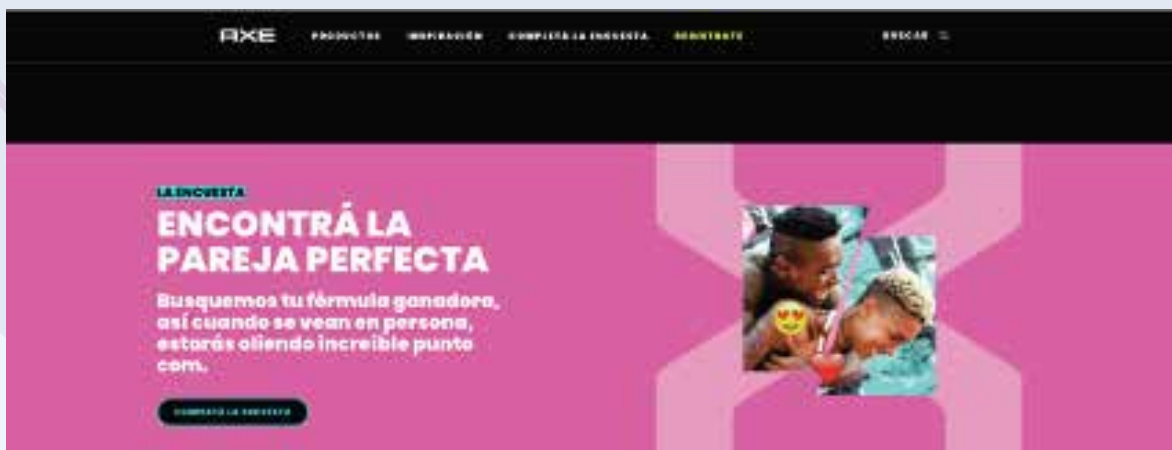 AXE PRODUCTOS INSPIRACIÓN COMPLETÁ LA ENCUESTA REGISTRATE BUSCAR
LA ENCUESTA
ENCONTRÁ LA
PAREJA PERFECTA
Busquemos tu fórmula ganadora,
así cuando se vean en persona,
estarás oliendo increíble punto
com.
COMPLETÁ LA ENCUESTA